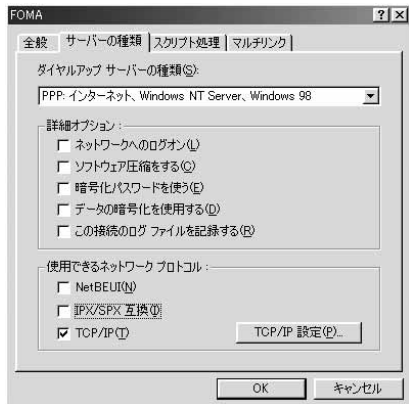 FOMA
全般 サーバーの種類 スクリプト処理 マルチリンク
ダイヤルアップ サーバーの種類(S):
PPP: インターネット、Windows NT Server、Windows 98
詳細オプション:
ネットワークへのログオン(L)
ソフトウェア圧縮をする(C)
暗号化パスワードを使う(E)
データの暗号化を使用する(D)
この接続のログ ファイルを記録する(R)
使用できるネットワーク プロトコル:
NetBEUI(N)
IPX/SPX 互換(I)
TCP/IP(T)
TCP/IP 設定(P)...
OK キャンセル